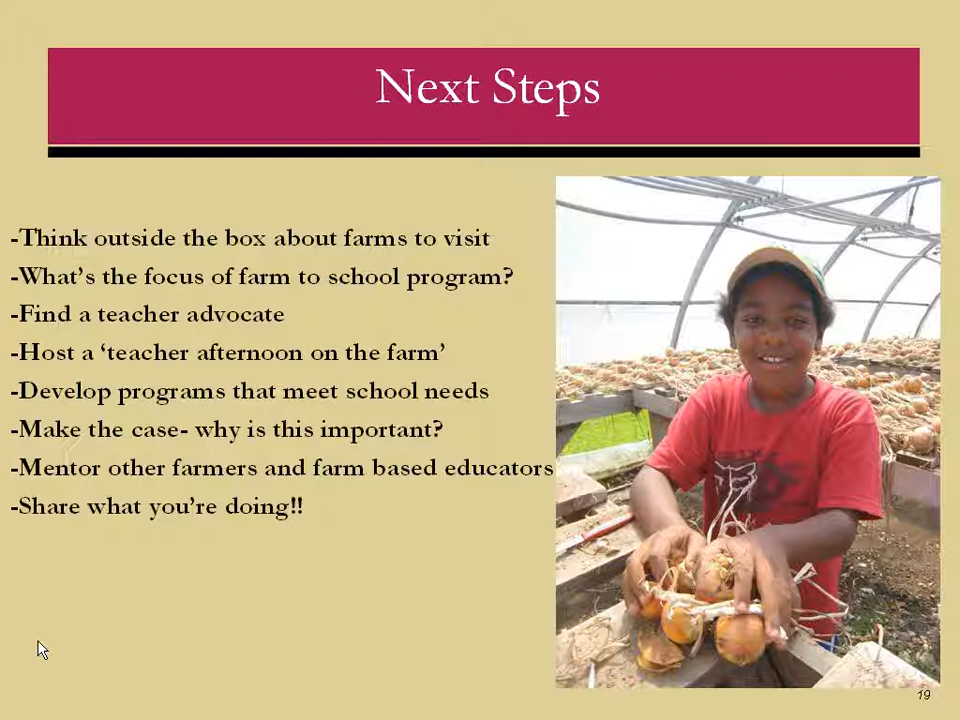 Next Steps
-Think outside the box about farms to visit
-What's the focus of farm to school program?
-Find a teacher advocate
-Host a ‘teacher afternoon on the farm’
-Develop programs that meet school needs
-Make the case- why is this important?
-Mentor other farmers and farm based educators
-Share what you're doing!!
19